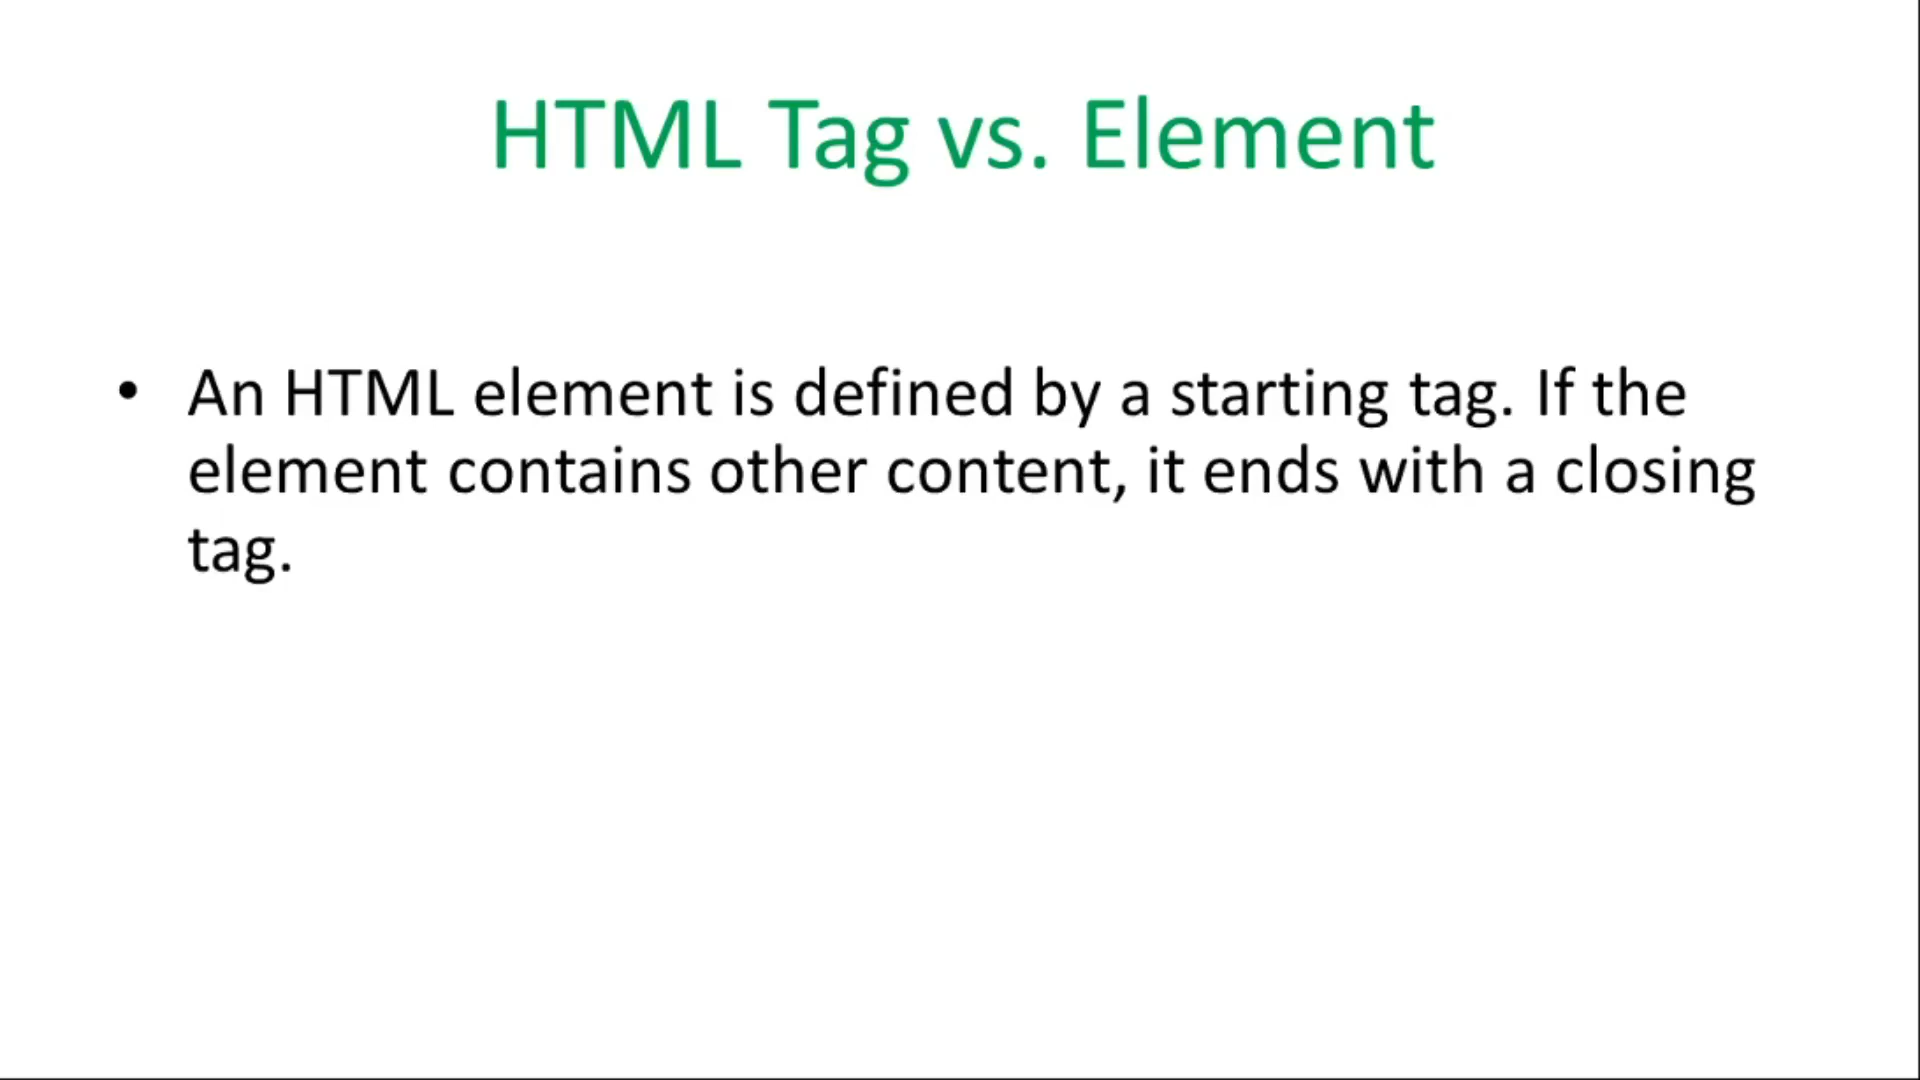 HTML Tag vs. Element
• An HTML element is defined by a starting tag. If the
element contains other content, it ends with a closing
tag.